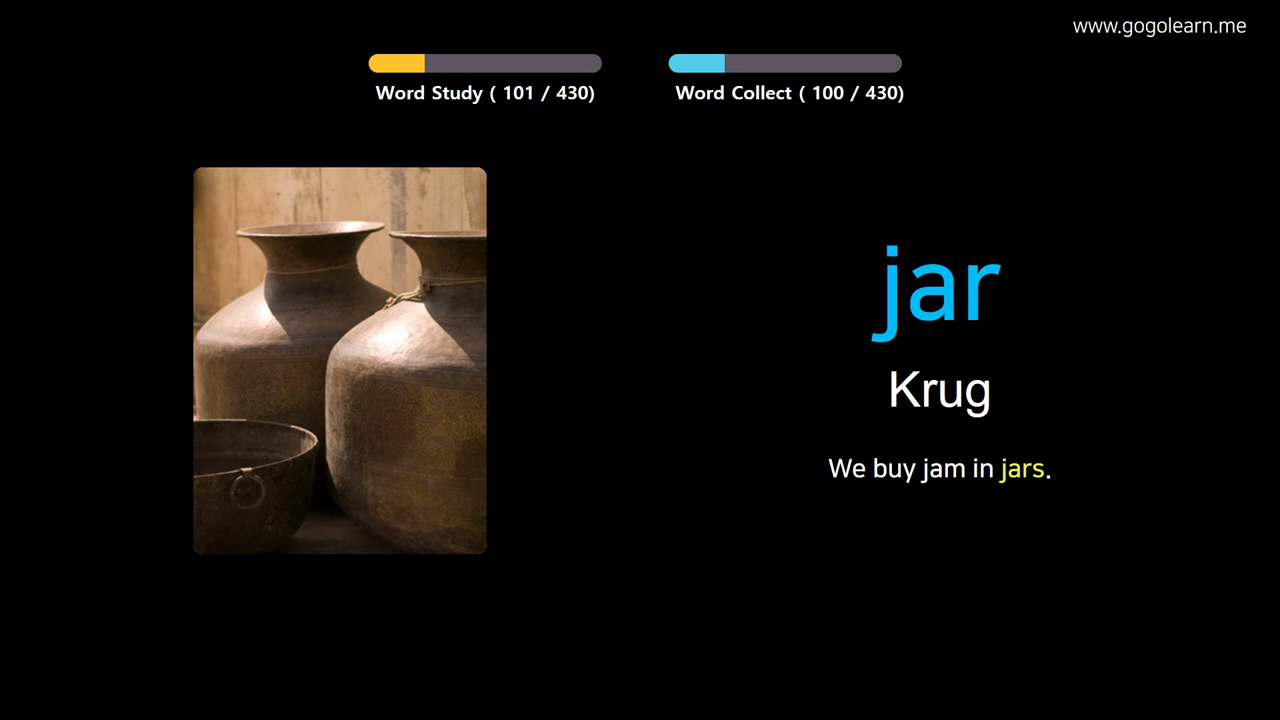 www.gogolearn.me
Word Study ( 101 / 430)
Word Collect ( 100 / 430)
jar
Krug
We buy jam in jars.